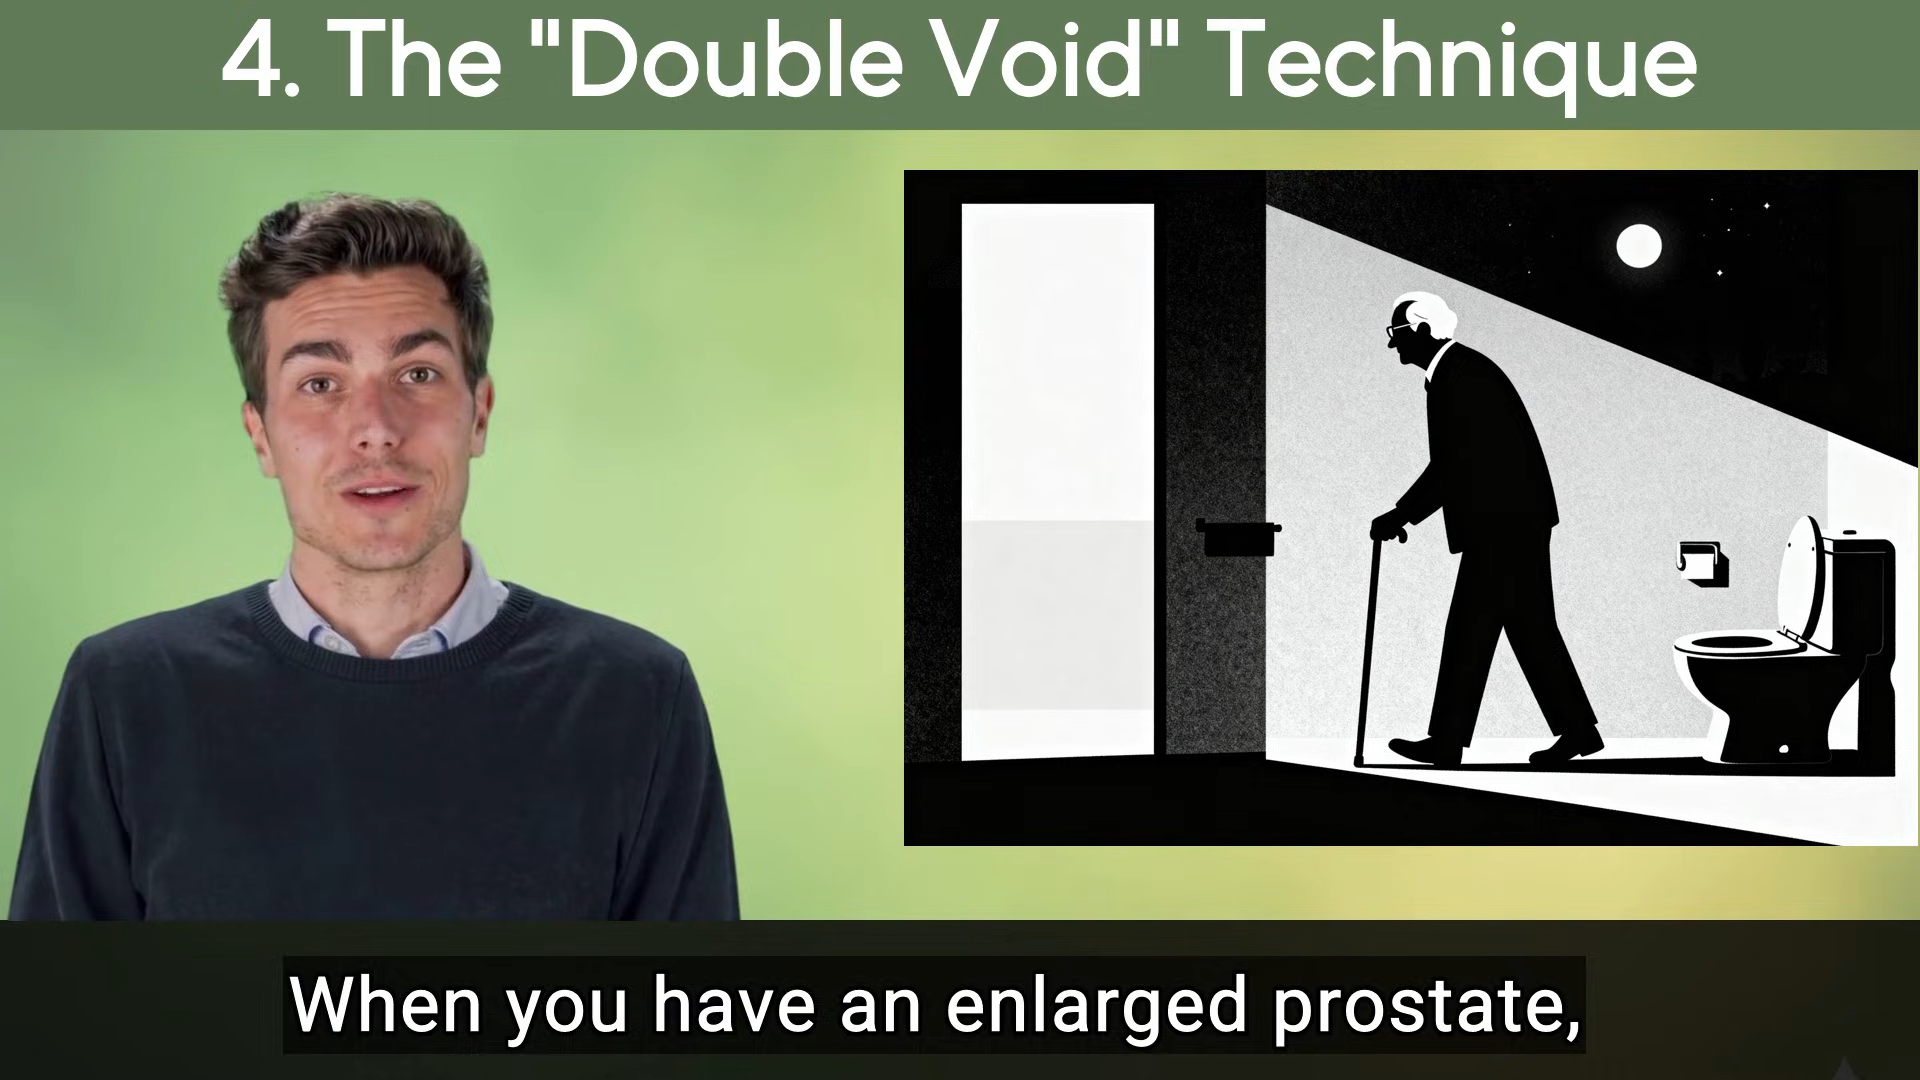 4. The "Double Void" Technique
When you have an enlarged prostate,